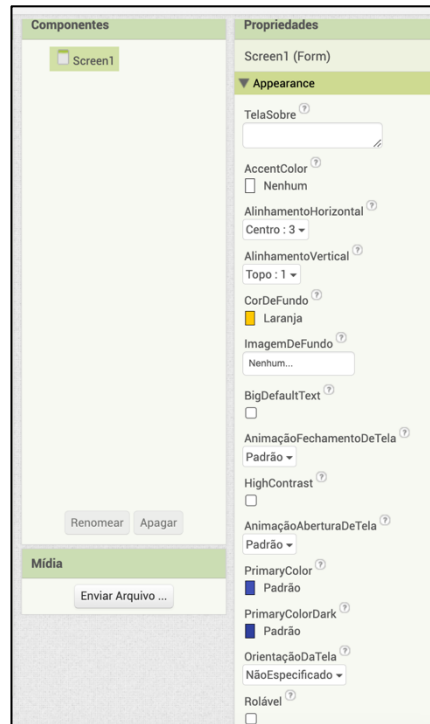 Componentes
Screen1
Renomear Apagar
Mídia
Enviar Arquivo ...
Propriedades
Screen1 (Form)
Appearance
TelaSobre ?
AccentColor ?
Nenhum
AlinhamentoHorizontal ?
Centro : 3
AlinhamentoVertical ?
Topo : 1
CorDeFundo ?
Laranja
ImagemDeFundo ?
Nenhum...
BigDefaultText ?
AnimaçãoFechamentoDeTela ?
Padrão
HighContrast ?
AnimaçãoAberturaDeTela ?
Padrão
PrimaryColor ?
Padrão
PrimaryColorDark ?
Padrão
OrientaçãoDaTela ?
NãoEspecificado
Rolável ?